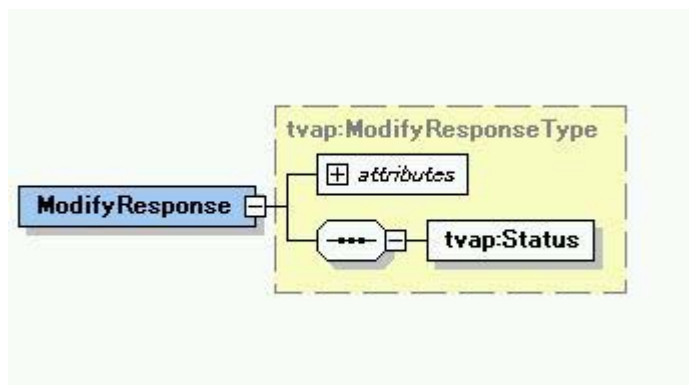 tvap:ModifyResponseType
attributes
ModifyResponse
tvap:Status